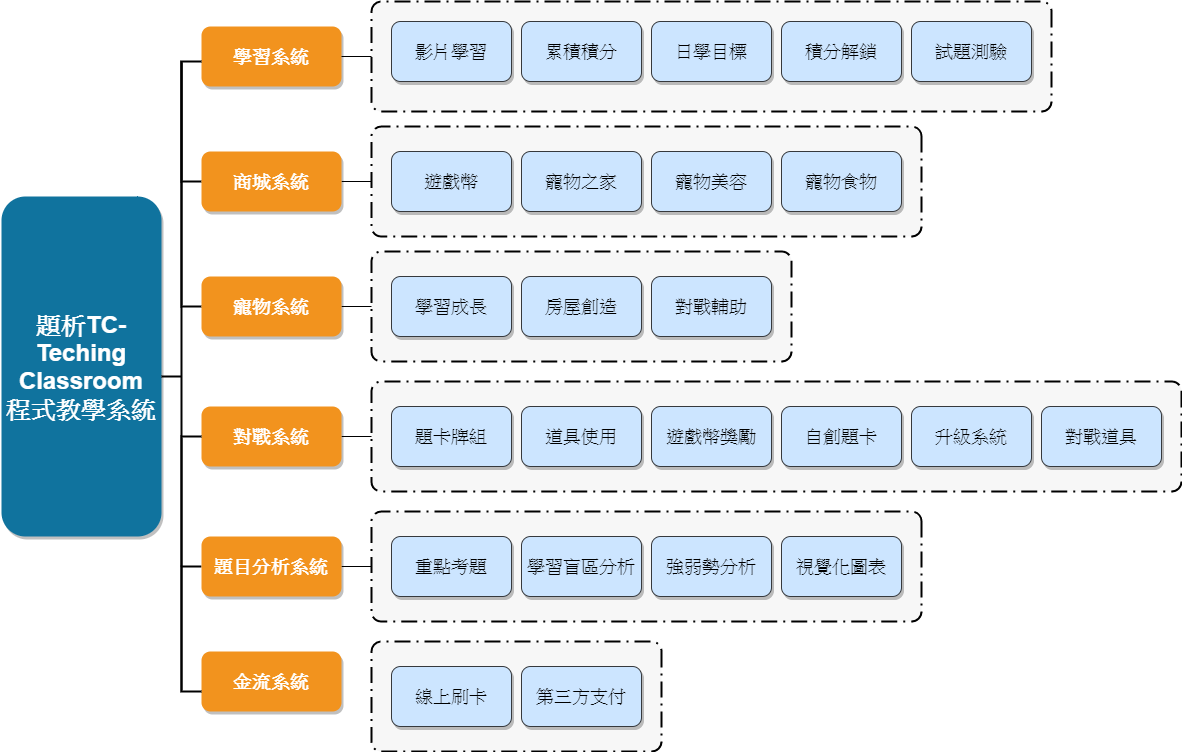 學習系統
影片學習
累積積分
日學目標
積分解鎖
試題測驗
商城系統
遊戲幣
寵物之家
寵物美容
寵物食物
寵物系統
學習成長
房屋創造
對戰輔助
題析TC-
Teching
Classroom
程式教學系統
對戰系統
題卡牌組
道具使用
遊戲幣獎勵
自創題卡
升級系統
對戰道具
題目分析系統
重點考題
學習盲區分析
強弱勢分析
視覺化圖表
金流系統
線上刷卡
第三方支付